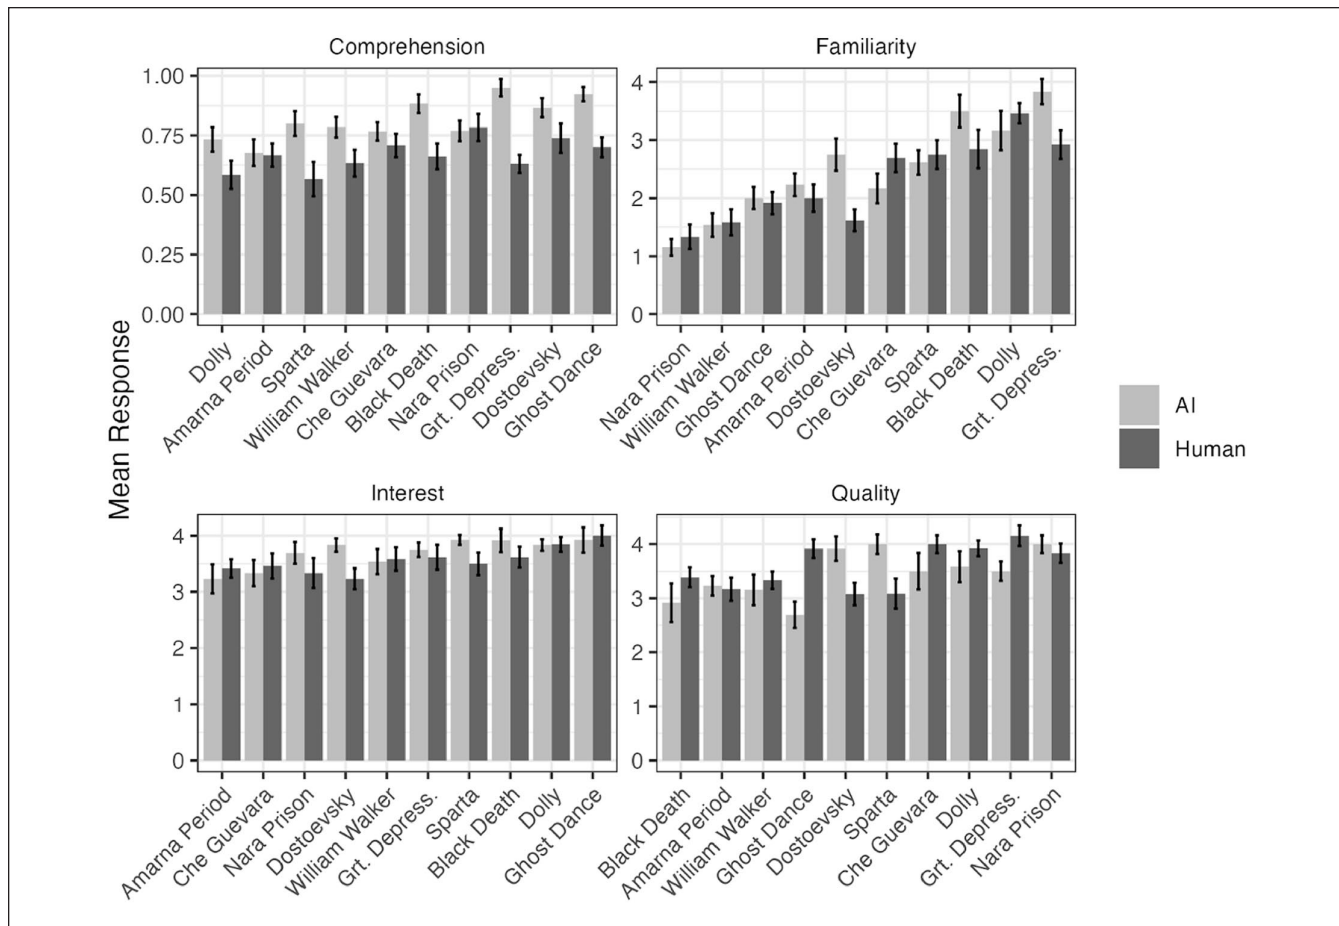 Comprehension
Familiarity
1.00
0.75
0.50
0.25
0.00
4
3
2
1
0
Dolly
Amarna Period
Sparta
William Walker
Che Guevara
Black Death
Nara Prison
Grt. Depress.
Dostoevsky
Ghost Dance
Nara Prison
William Walker
Ghost Dance
Amarna Period
Dostoevsky
Che Guevara
Sparta
Black Death
Dolly
Grt. Depress.
Mean Response
AI
Human
Interest
Quality
4
3
2
1
0
4
3
2
1
0
Amarna Period
Che Guevara
Nara Prison
Dostoevsky
William Walker
Grt. Depress.
Sparta
Black Death
Dolly
Ghost Dance
Black Death
Amarna Period
William Walker
Ghost Dance
Dostoevsky
Sparta
Che Guevara
Dolly
Grt. Depress.
Nara Prison